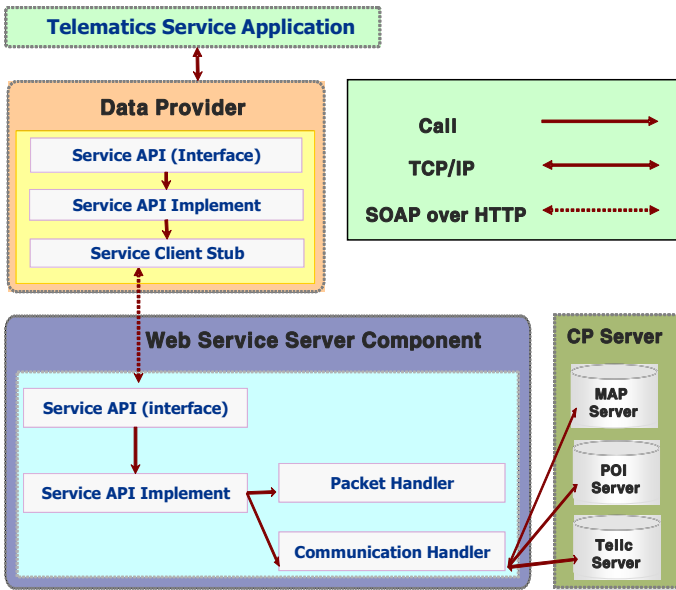 Telematics Service Application
Data Provider
Service API (Interface)
Service API Implement
Service Client Stub
Call
TCP/IP
SOAP over HTTP
Web Service Server Component
Service API (interface)
Service API Implement
Packet Handler
Communication Handler
CP Server
MAP
Server
POI
Server
Tellc
Server